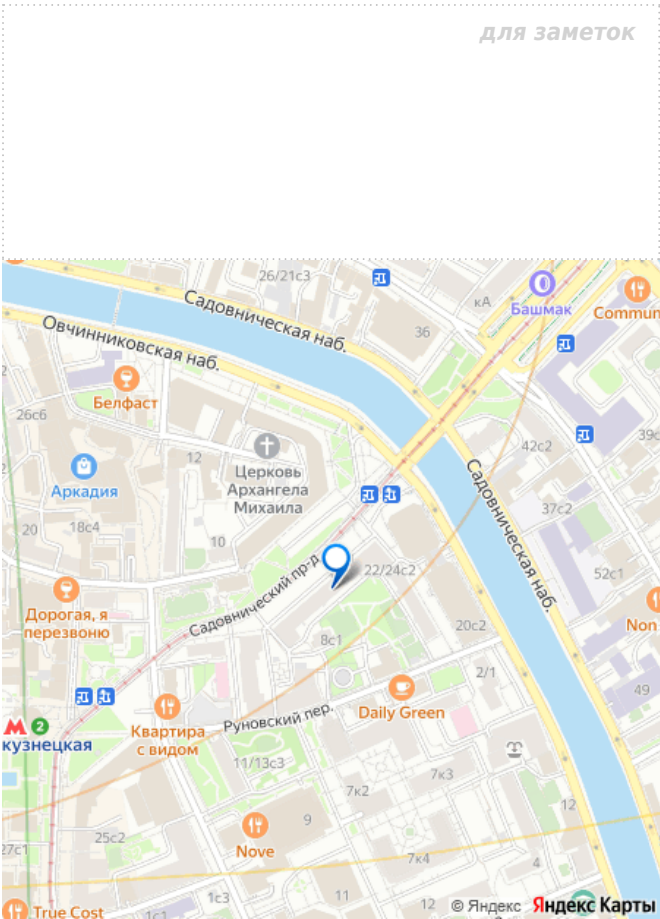 для заметок
26/21с3
Садовническая наб.
кА
Башмак
Commun
36
Овчинниковская наб.
Белфаст
26с6
12
Церковь
Архангела
Михаила
Аркадия
42с2
39с
Садовническая наб.
37с2
20
18с4
10
Садовнический пр-д
22/24с2
52с1
Дорогая, я
перезвоню
8с1
20с2
Non
2/1
49
Daily Green
Руновский пер.
М 2
кузнецкая
Квартира
с видом
11/13с3
7к3
7к2
12
9
25с2
Nove
27с1
7к4
4
1с3
11
12
True Cost
1с1
© Яндекс Яндекс Карты